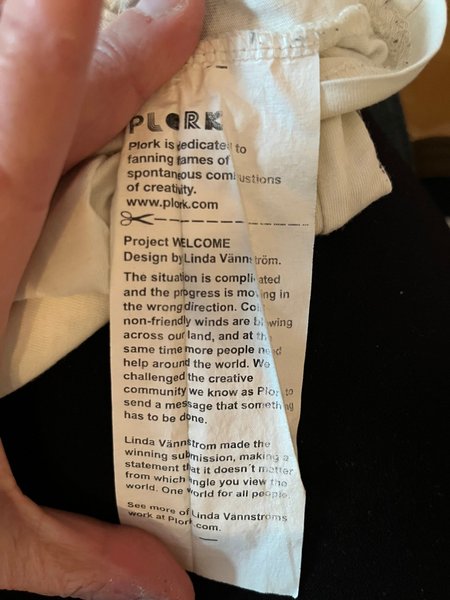 PLORK
Plork is dedicated to
fanning flames of
spontaneous combustions
of creativity.
www.plork.com
Project WELCOME
Design by Linda Vännström.
The situation is complicated
and the progress is moving in
the wrong direction. Cold
non-friendly winds are blowing
across our land, and at the
same time more people need
help around the world. We
challenged the creative
community we know as Plork to
send a message that something
has to be done.
Linda Vännstrom made the
winning submission, making a
statement that it doesn't matter
from which angle you view the
world. One world for all people.
See more of Linda Vännströms
work at Plork.com.